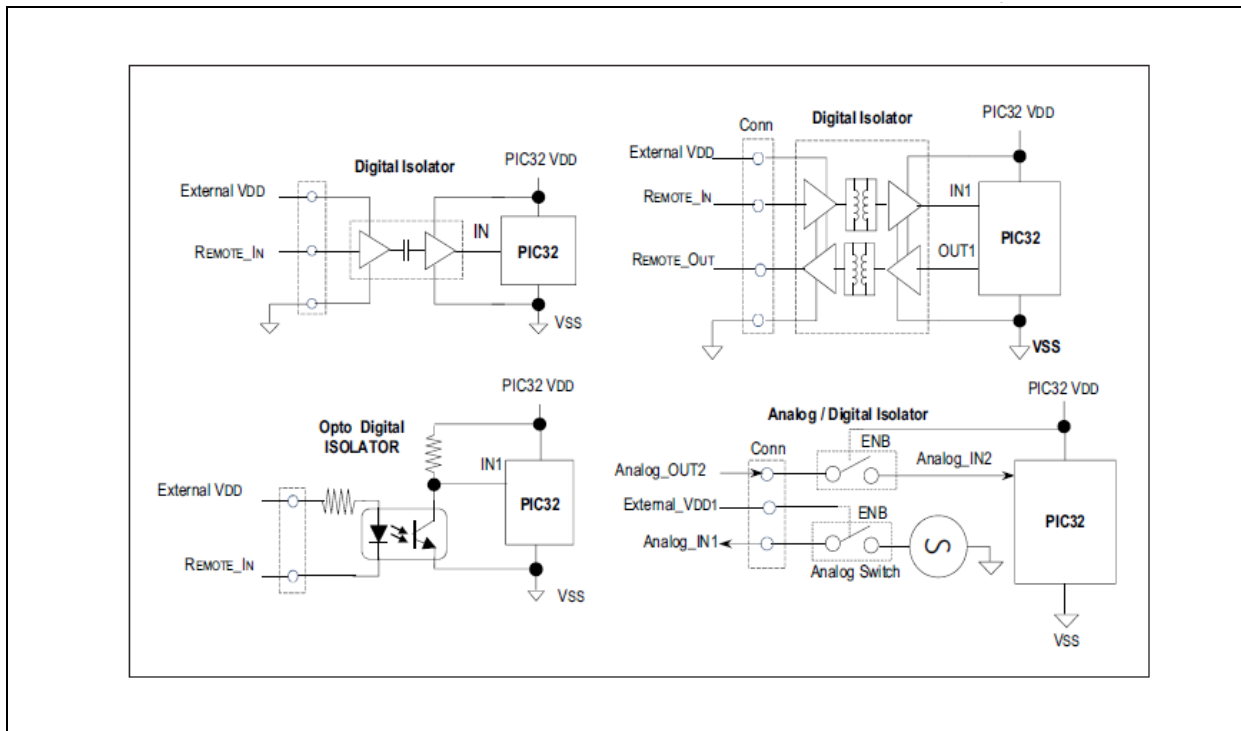 Digital Isolator
PIC32 VDD
External VDD
REMOTE_IN
IN
PIC32
VSS
Conn
Digital Isolator
PIC32 VDD
External VDD
REMOTE_IN
IN1
PIC32
REMOTE_OUT
OUT1
VSS
PIC32 VDD
Opto Digital
ISOLATOR
IN1
External VDD
PIC32
REMOTE_IN
VSS
PIC32 VDD
Analog / Digital Isolator
Conn
ENB
Analog_OUT2
Analog_IN2
External_VDD1
ENB
PIC32
Analog_IN1
S
Analog Switch
VSS